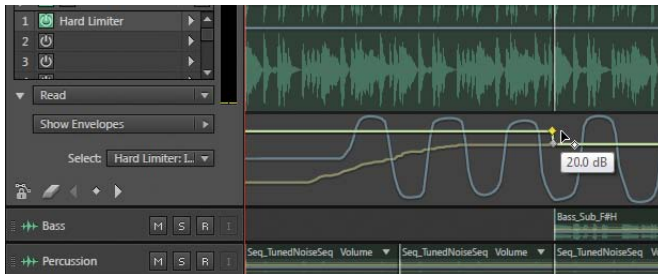 1 Hard Limiter
2
3
Read
Show Envelopes
Select: Hard Limiter: I...
20.0 dB
Bass_Sub_F#H
Bass M S R I
Seq_TunedNoiseSeq Volume Seq_TunedNoiseSeq Volume Seq_TunedNoiseSeq V
Percussion M S R I